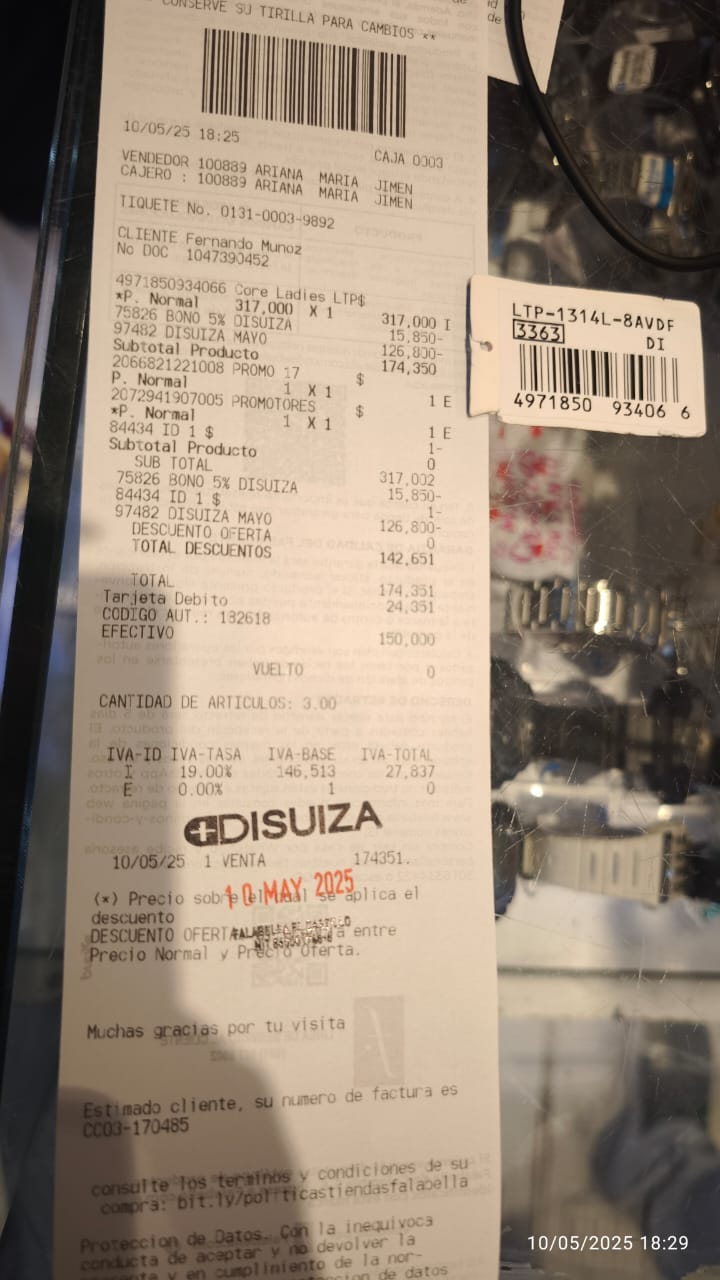 CONSERVE SU TIRILLA PARA CAMBIOS **
10/05/25 18:25
CAJA 0003
VENDEDOR 100889 ARIANA MARIA JIMEN
CAJERO : 100889 ARIANA MARIA JIMEN
TIQUETE No. 0131-0003-9892
CLIENTE Fernando Munoz
No DOC 1047390452
4971850934066 Core Ladies LTP$
*P. Normal 317,000 X 1 317,000 I
75826 BONO 5% DISUIZA 15,850-
97482 DISUIZA MAYO 126,800-
Subtotal Producto 174,350
2066821221008 PROMO 17 $
P. Normal 1 X 1 1 E
2072941907005 PROMOTORES $
*P. Normal 1 X 1 1 E
84434 ID 1 $ 1-
Subtotal Producto 0
SUB TOTAL 317,002
75826 BONO 5% DISUIZA 15,850-
84434 ID 1 $ 1-
97482 DISUIZA MAYO 126,800-
DESCUENTO OFERTA 0
TOTAL DESCUENTOS 142,651
TOTAL 174,351
Tarjeta Debito 24,351
CODIGO AUT.: 132618
EFECTIVO 150,000
VUELTO 0
CANTIDAD DE ARTICULOS: 3.00
IVA-ID IVA-TASA IVA-BASE IVA-TOTAL
I 19.00% 146,513 27,837
E 0.00% 1 0
DISUIZA
10/05/25 1 VENTA 174351.
10 MAY 2025
(*) Precio sobre el cual se aplica el
descuento
DESCUENTO OFERTA entre
Precio Normal y Precio Oferta.
Muchas gracias por tu visita
Estimado cliente, su numero de factura es
CC03-170485
consulte los terminos y condiciones de su
compra: bit.ly/politicastiendasfalabella
Proteccion de Datos. Con la inequivoca
conducta de aceptar y no devolver la
y en cumplimiento de la nor-
de datos
LTP-1314L-8AVDF
3363 DI
4971850 93406 6
10/05/2025 18:29